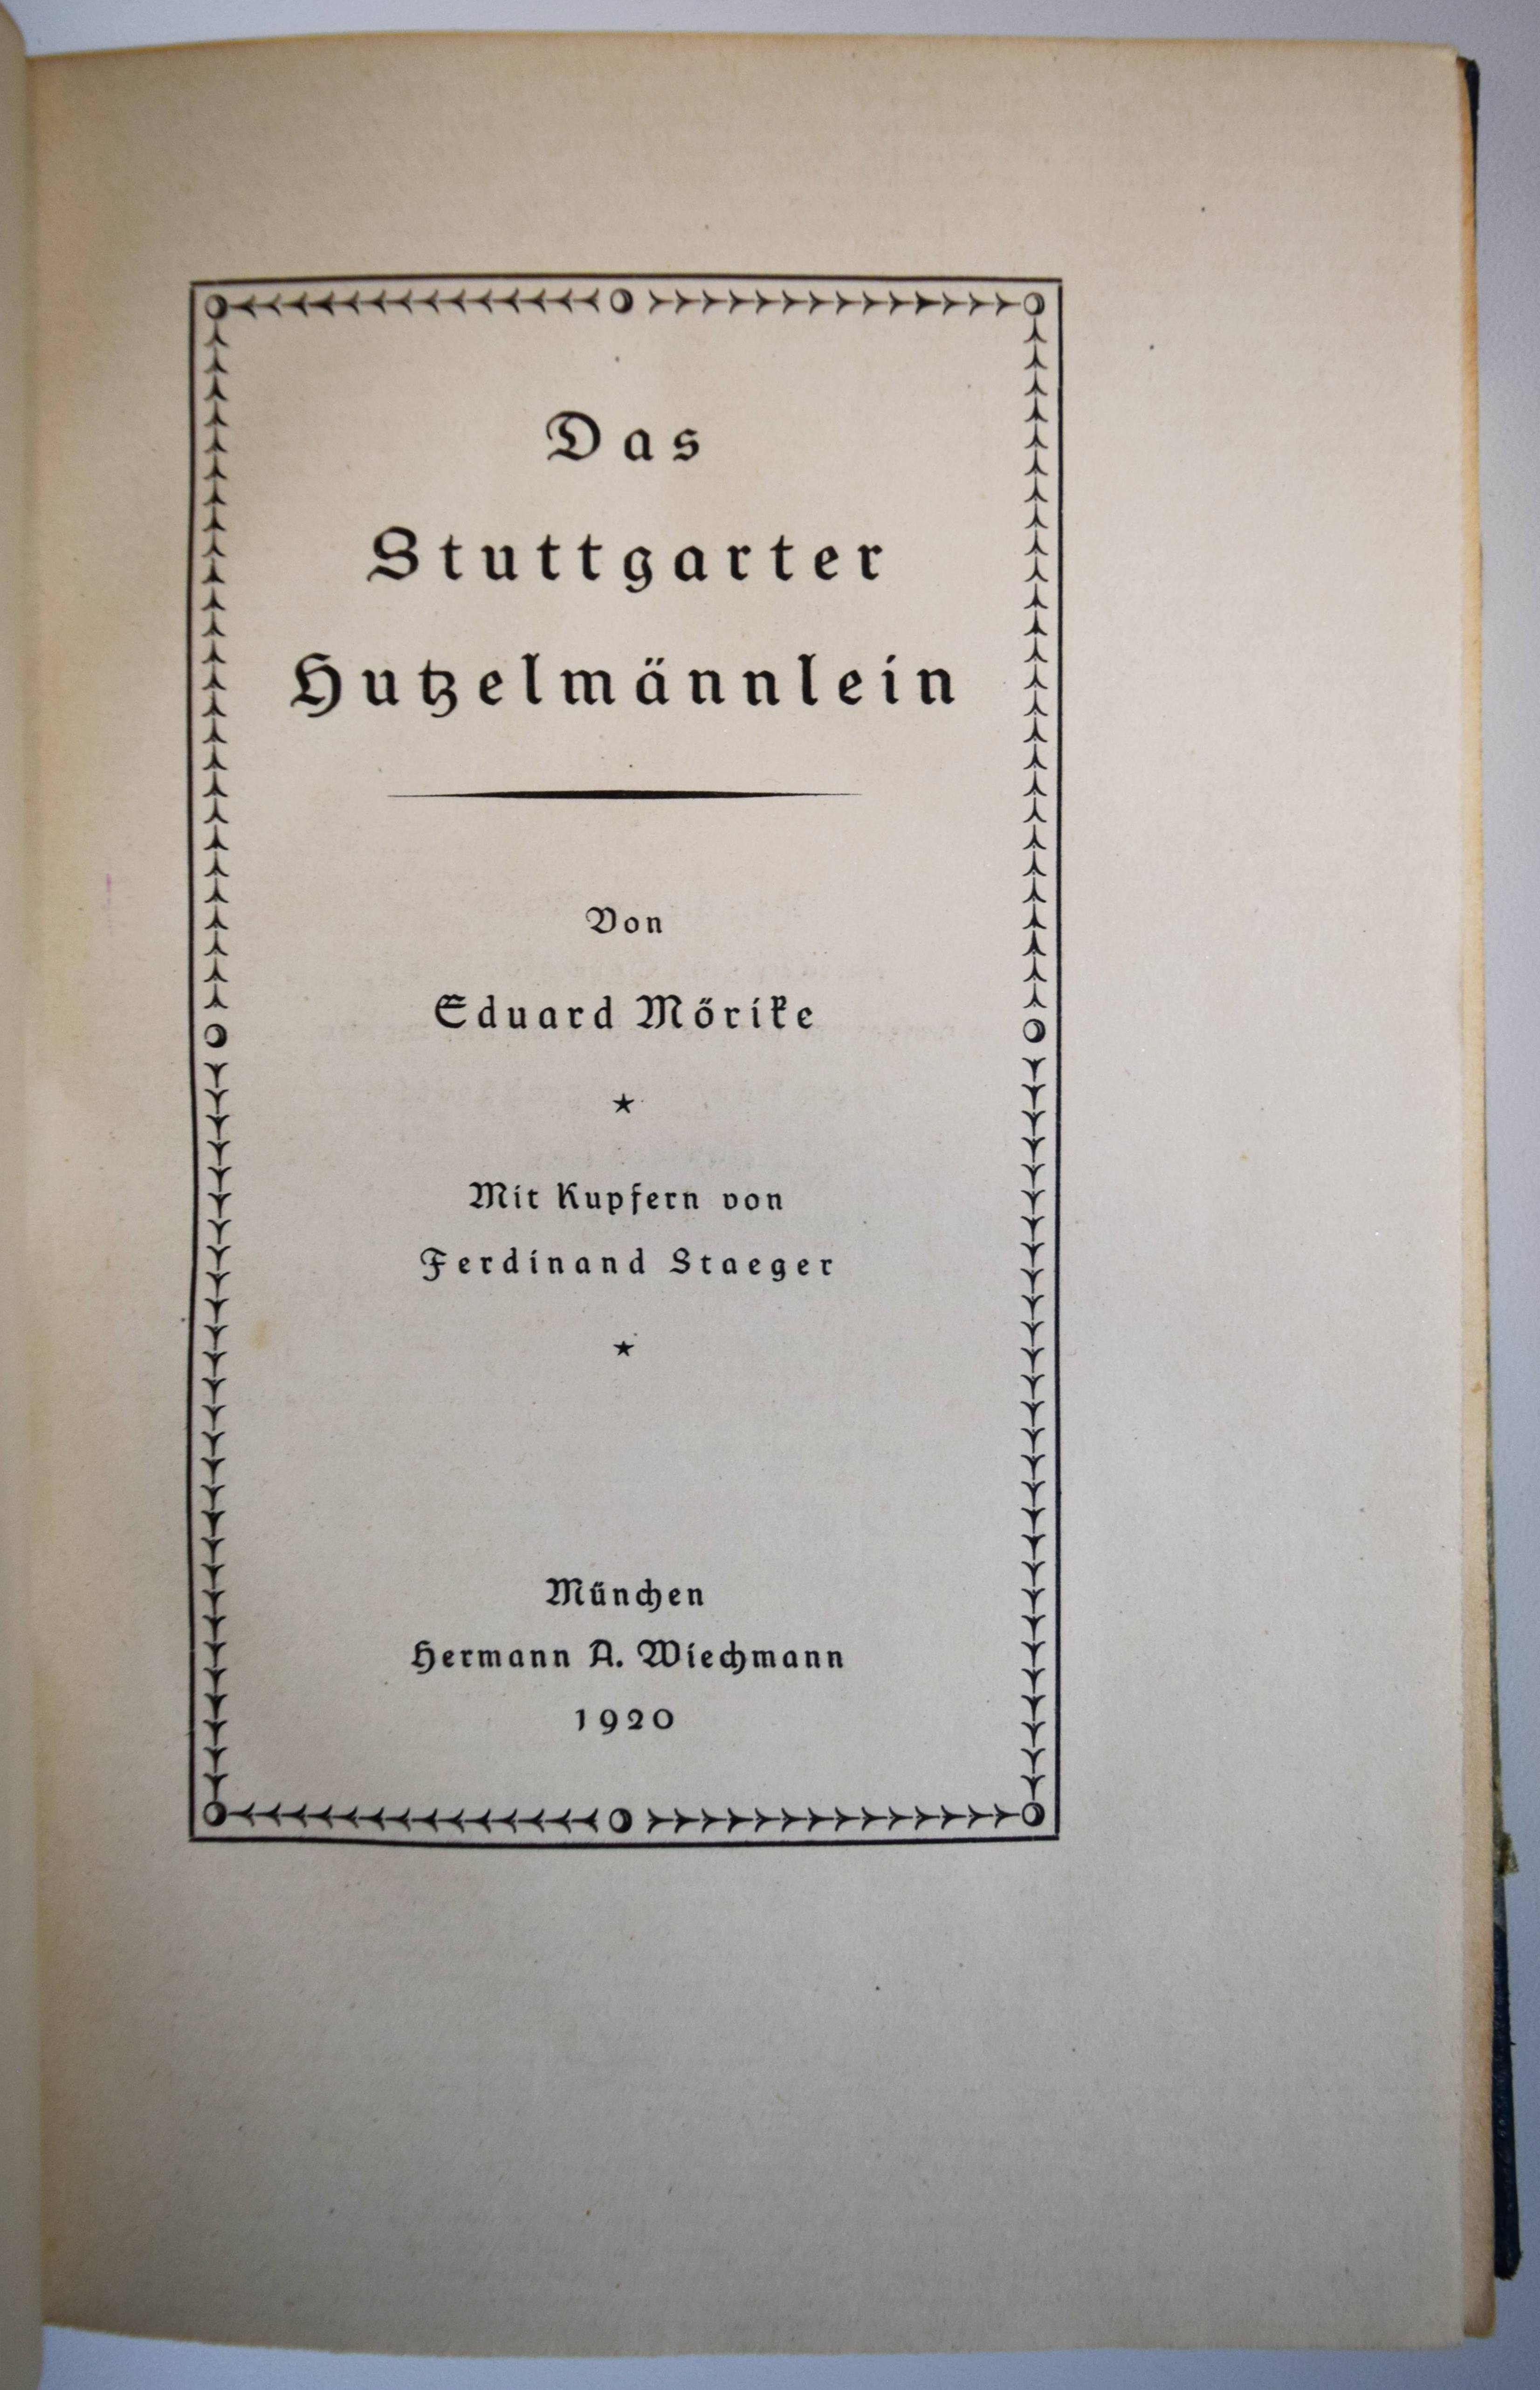 Das
Stuttgarter
Hutzelmännlein
Von
Eduard Mörike
Mit Kupfern von
Ferdinand Staeger
München
Hermann A. Wiechmann
1920